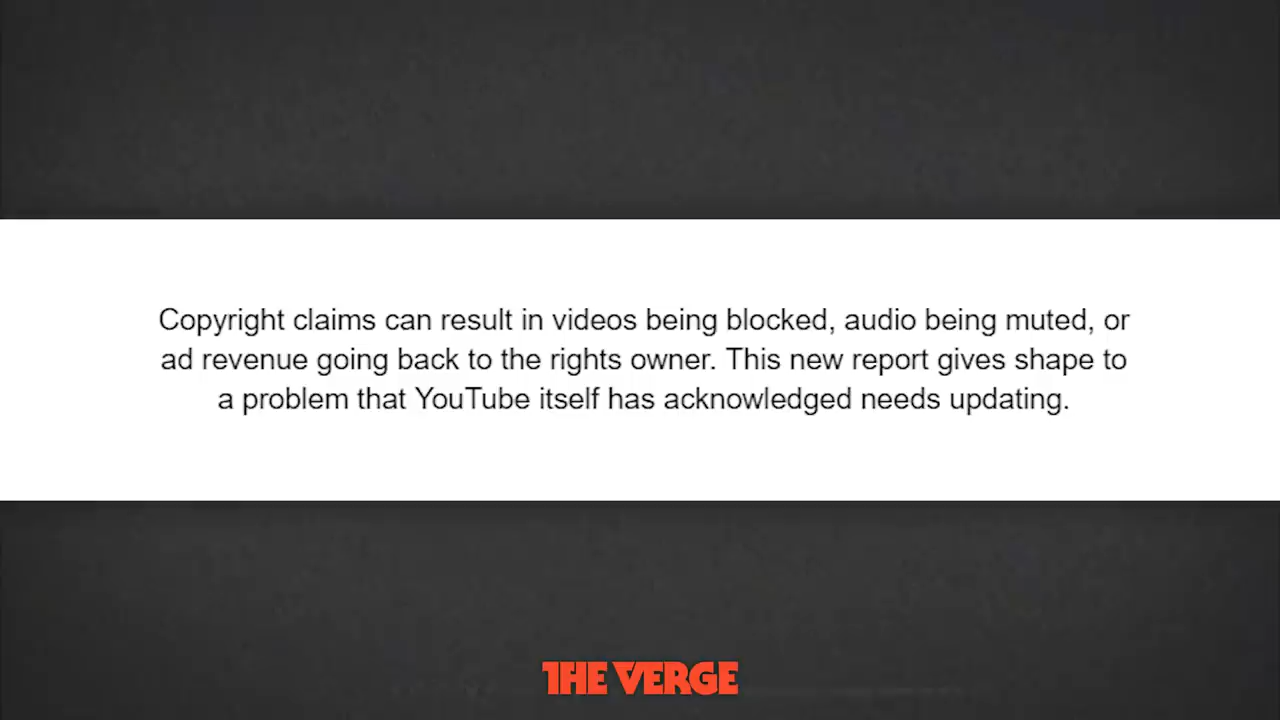 Copyright claims can result in videos being blocked, audio being muted, or
ad revenue going back to the rights owner. This new report gives shape to
a problem that YouTube itself has acknowledged needs updating.
THE VERGE